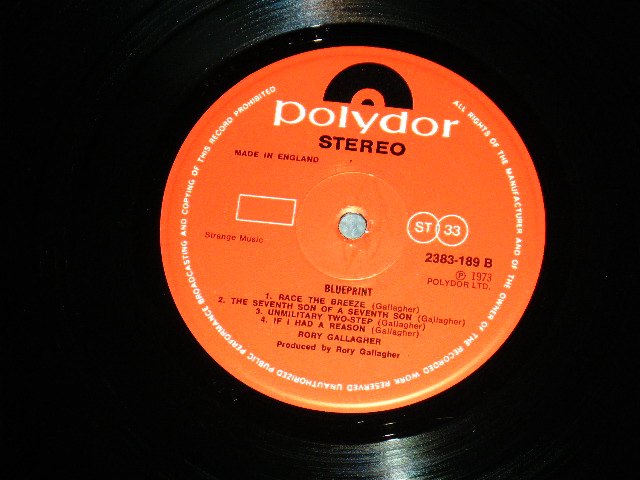 polydor
STEREO
MADE IN ENGLAND
Strange Music
ST 33
2383-189 B
℗ 1973
POLYDOR LTD.
BLUEPRINT
1. RACE THE BREEZE (Gallagher)
2. THE SEVENTH SON OF A SEVENTH SON (Gallagher)
3. UNMILITARY TWO-STEP (Gallagher)
4. IF I HAD A REASON (Gallagher)
RORY GALLAGHER
Produced by Rory Gallagher
ALL RIGHTS OF THE MANUFACTURER AND OF THE OWNER OF THE RECORDED WORK RESERVED UNAUTHORIZED PUBLIC PERFORMANCE BROADCASTING AND COPYING OF THIS RECORD PROHIBITED